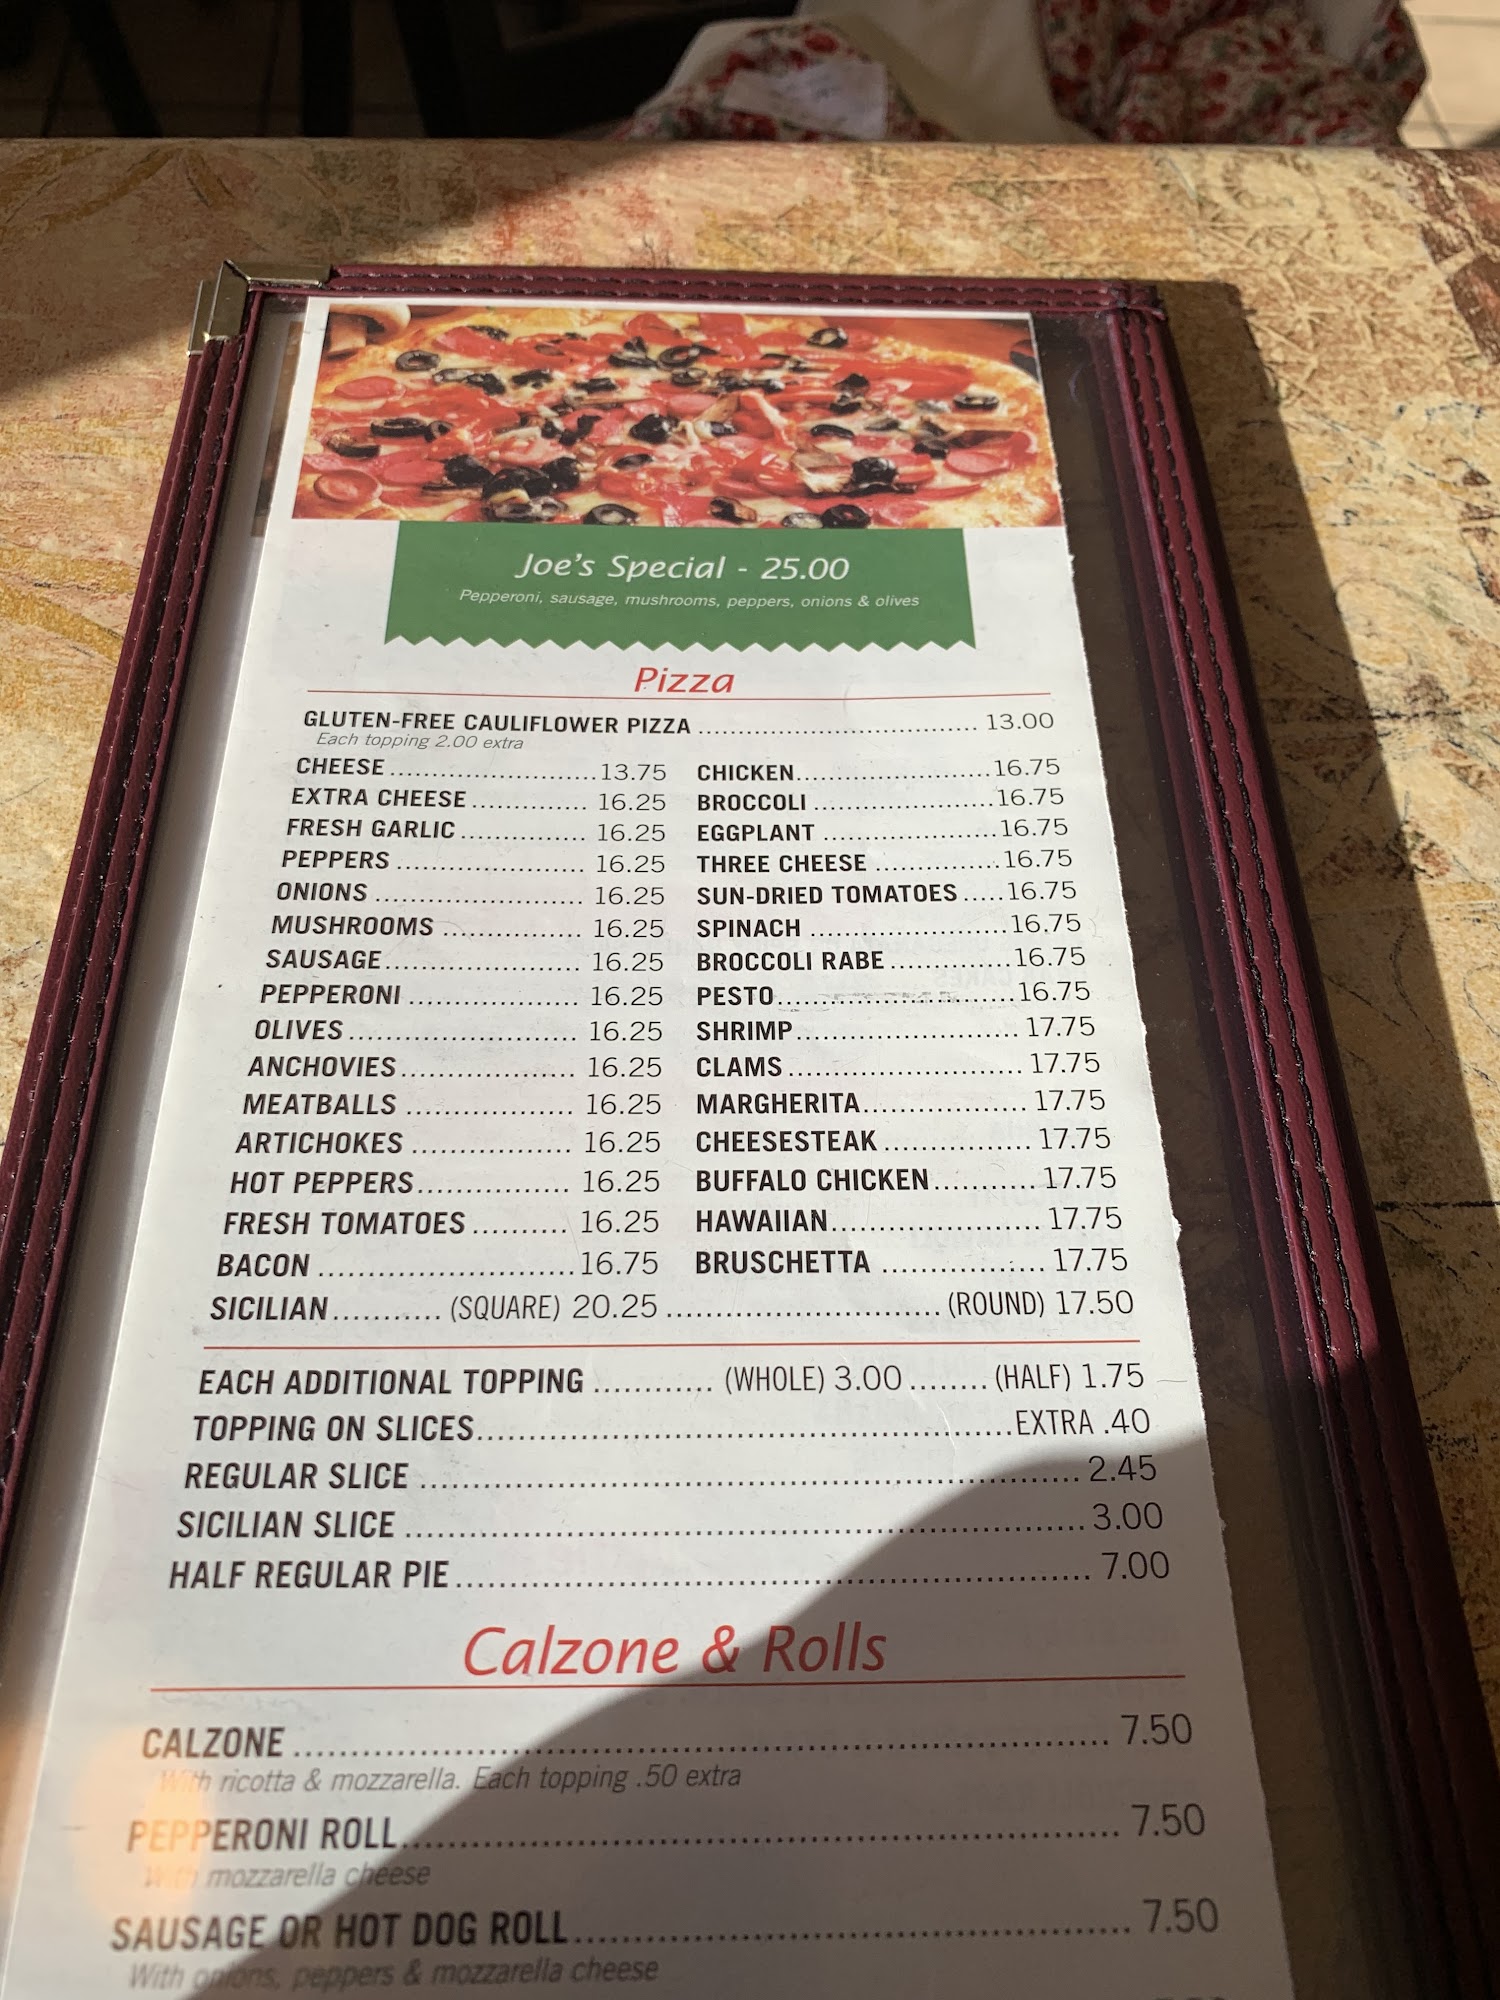 Joe's Special - 25.00
Pepperoni, sausage, mushrooms, peppers, onions & olives
Pizza
GLUTEN-FREE CAULIFLOWER PIZZA ................................. 13.00
Each topping 2.00 extra
CHEESE.........................13.75 CHICKEN.......................16.75
EXTRA CHEESE.............. 16.25 BROCCOLI ......................16.75
FRESH GARLIC............... 16.25 EGGPLANT .....................16.75
PEPPERS ....................... 16.25 THREE CHEESE ...............16.75
ONIONS ......................... 16.25 SUN-DRIED TOMATOES .....16.75
MUSHROOMS ................. 16.25 SPINACH ........................16.75
SAUSAGE........................ 16.25 BROCCOLI RABE..............16.75
PEPPERONI .................... 16.25 PESTO............................16.75
OLIVES........................... 16.25 SHRIMP.......................... 17.75
ANCHOVIES..................... 16.25 CLAMS........................... 17.75
MEATBALLS .................... 16.25 MARGHERITA................... 17.75
ARTICHOKES ................... 16.25 CHEESESTEAK................. 17.75
HOT PEPPERS.................. 16.25 BUFFALO CHICKEN............17.75
FRESH TOMATOES........... 16.25 HAWAIIAN........................ 17.75
BACON ............................16.75 BRUSCHETTA .................. 17.75
SICILIAN........... (SQUARE) 20.25 .............................. (ROUND) 17.50
EACH ADDITIONAL TOPPING ............ (WHOLE) 3.00 ........ (HALF) 1.75
TOPPING ON SLICES.....................................................EXTRA .40
REGULAR SLICE ................................................................ 2.45
SICILIAN SLICE .................................................................. 3.00
HALF REGULAR PIE............................................................ 7.00
Calzone & Rolls
CALZONE ...................................................................... 7.50
With ricotta & mozzarella. Each topping .50 extra
PEPPERONI ROLL............................................................. 7.50
With mozzarella cheese
SAUSAGE OR HOT DOG ROLL............................................. 7.50
With onions, peppers & mozzarella cheese